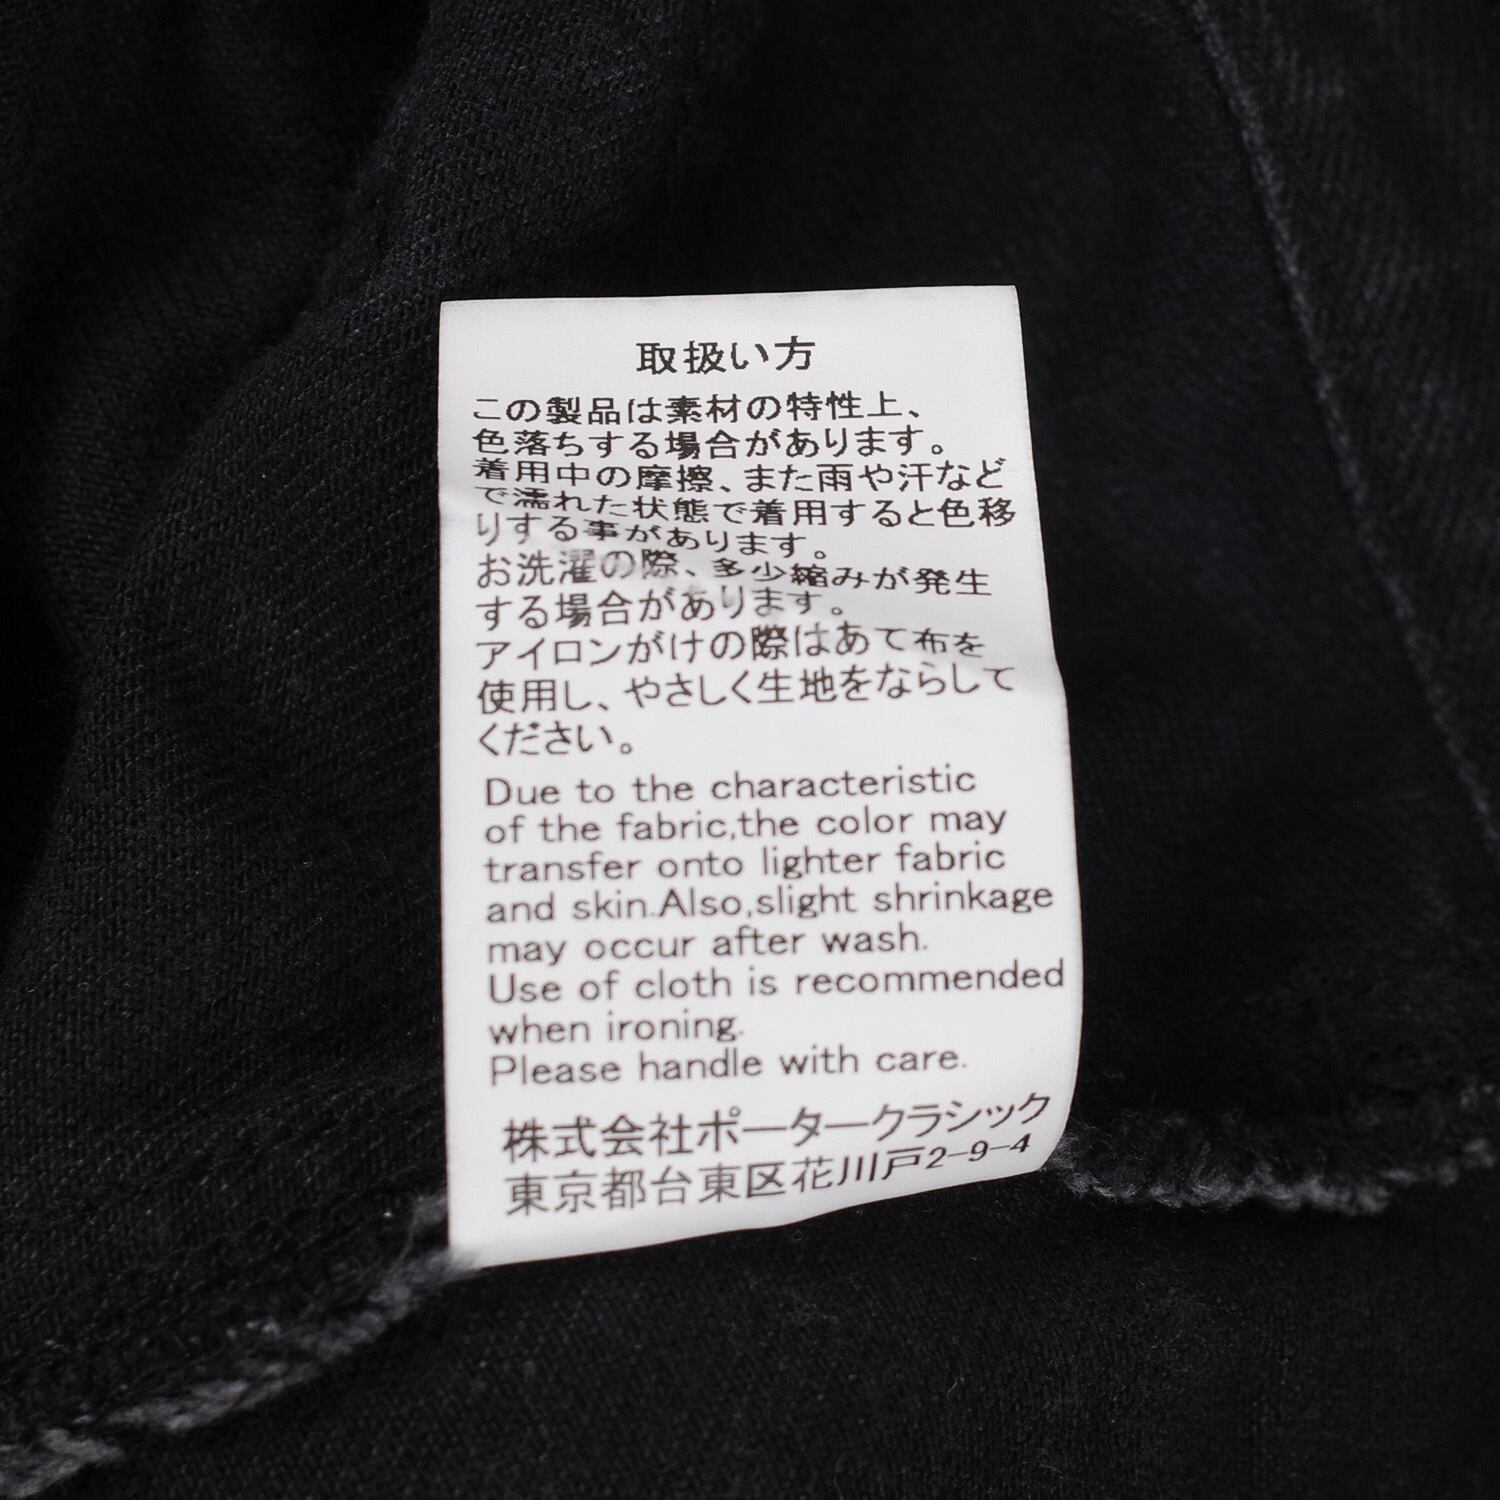 取扱い方
この製品は素材の特性上、
色落ちする場合があります。
着用中の摩擦、また雨や汗など
で濡れた状態で着用すると色移
りする事があります。
お洗濯の際、多少縮みが発生
する場合があります。
アイロンがけの際はあて布を
使用し、やさしく生地をならして
ください。
Due to the characteristic
of the fabric,the color may
transfer onto lighter fabric
and skin.Also,slight shrinkage
may occur after wash.
Use of cloth is recommended
when ironing.
Please handle with care.
株式会社ポータークラシック
東京都台東区花川戸2-9-4